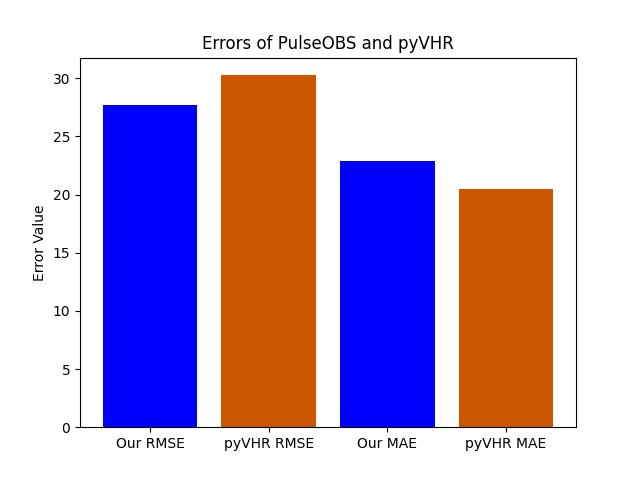 Errors of PulseOBS and pyVHR
Error Value
30
25
20
15
10
5
0
Our RMSE
pyVHR RMSE
Our MAE
pyVHR MAE